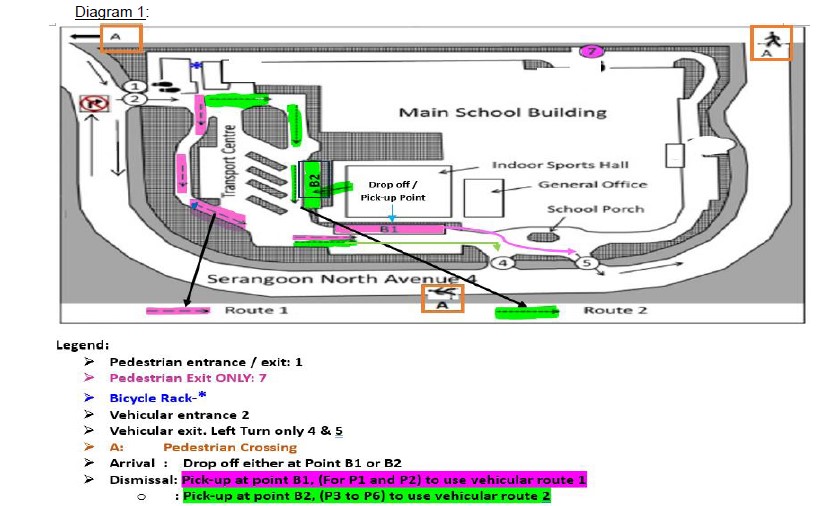 Diagram 1:
A
A
7
*
1
2
Main School Building
Transport Centre
Indoor Sports Hall
B2
Drop off /
Pick-up Point
General Office
School Porch
B1
4
5
Serangoon North Avenue 4
A
Route 1
Route 2
Legend:
➢ Pedestrian entrance / exit: 1
➢ Pedestrian Exit ONLY: 7
➢ Bicycle Rack-*
➢ Vehicular entrance 2
➢ Vehicular exit. Left Turn only 4 & 5
➢ A: Pedestrian Crossing
➢ Arrival : Drop off either at Point B1 or B2
➢ Dismissal: Pick-up at point B1, (For P1 and P2) to use vehicular route 1
o : Pick-up at point B2, (P3 to P6) to use vehicular route 2